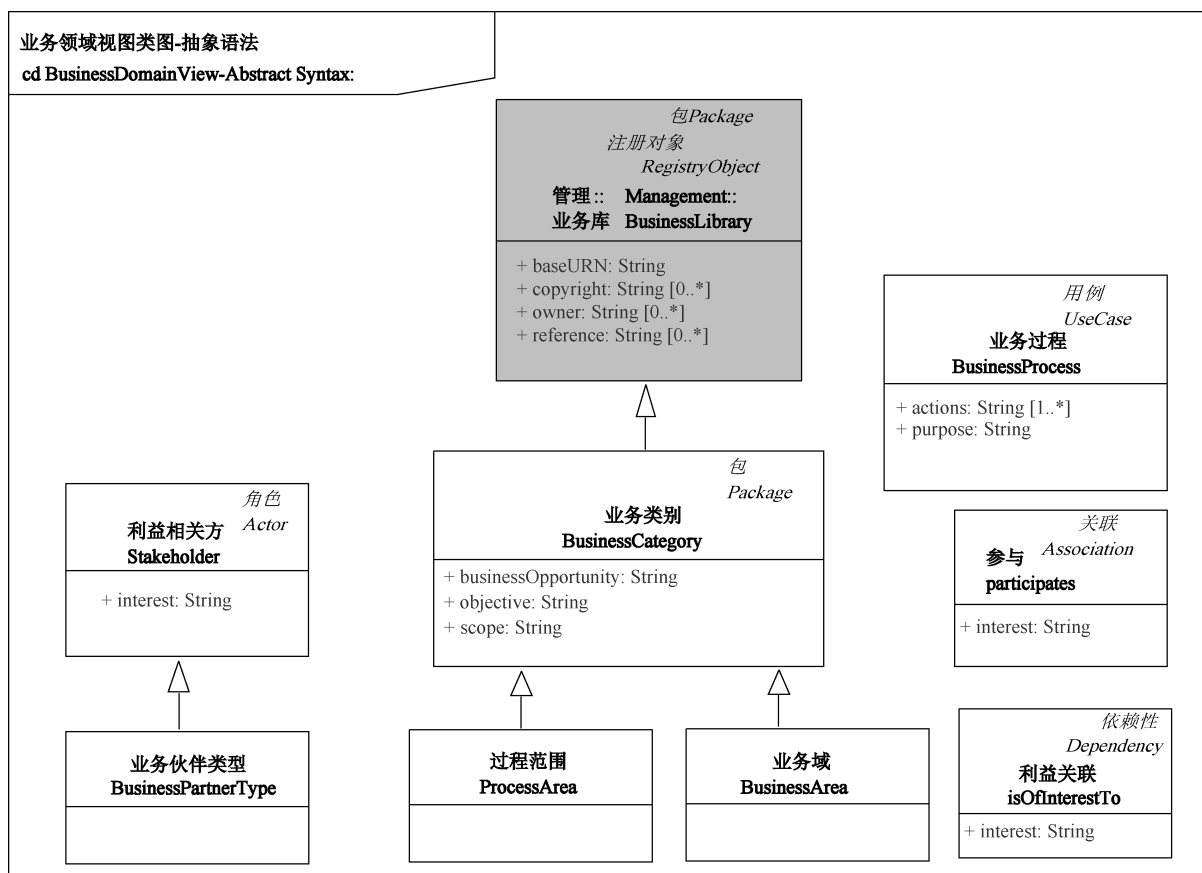 业务领域视图类图-抽象语法
cd BusinessDomainView-Abstract Syntax:
包Package
注册对象
RegistryObject
管理:: Management::
业务库 BusinessLibrary
+ baseURN: String
+ copyright: String [0..*]
+ owner: String [0..*]
+ reference: String [0..*]
用例
UseCase
业务过程
BusinessProcess
+ actions: String [1..*]
+ purpose: String
角色
Actor
利益相关方
Stakeholder
+ interest: String
包
Package
业务类别
BusinessCategory
+ businessOpportunity: String
+ objective: String
+ scope: String
关联
Association
参与
participates
+ interest: String
业务伙伴类型
BusinessPartnerType
过程范围
ProcessArea
业务域
BusinessArea
依赖性
Dependency
利益关联
isOfInterestTo
+ interest: String